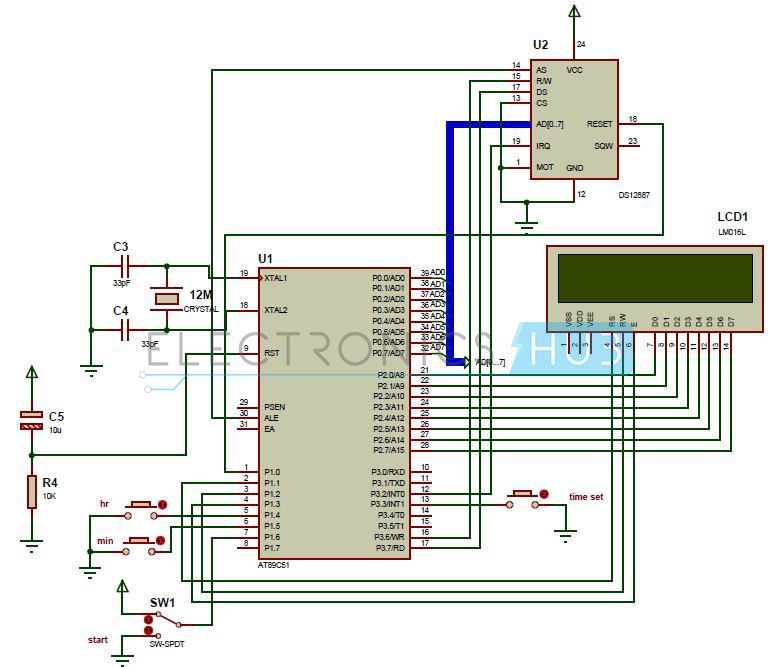 U2
24
14 AS VCC
15 R/W
17 DS
13 CS
AD[0..7] RESET 18
19 IRQ SQW 23
1 MOT GND
12
DS12887
LCD1
LM016L
VSS VDD VEE RS RW E D0 D1 D2 D3 D4 D5 D6 D7
1 2 3 4 5 6 7 8 9 10 11 12 13 14
C3
33pF
12M
CRYSTAL
C4
33pF
U1
19 XTAL1 P0.0/AD0 39 AD0
P0.1/AD1 38 AD1
P0.2/AD2 37 AD2
18 XTAL2 P0.3/AD3 36 AD3
P0.4/AD4 35 AD4
P0.5/AD5 34 AD5
P0.6/AD6 33 AD6
9 RST P0.7/AD7 32 AD7
AD[0..7]
ELECTRONICS HUB
P2.0/A8 21
P2.1/A9 22
P2.2/A10 23
29 PSEN P2.3/A11 24
30 ALE P2.4/A12 25
31 EA P2.5/A13 26
P2.6/A14 27
P2.7/A15 28
1 P1.0 P3.0/RXD 10
2 P1.1 P3.1/TXD 11
3 P1.2 P3.2/INT0 12
4 P1.3 P3.3/INT1 13
5 P1.4 P3.4/T0 14
6 P1.5 P3.5/T1 15
7 P1.6 P3.6/WR 16
8 P1.7 P3.7/RD 17
AT89C51
C5
10u
R4
10K
hr
min
time set
SW1
start
SW-SPDT